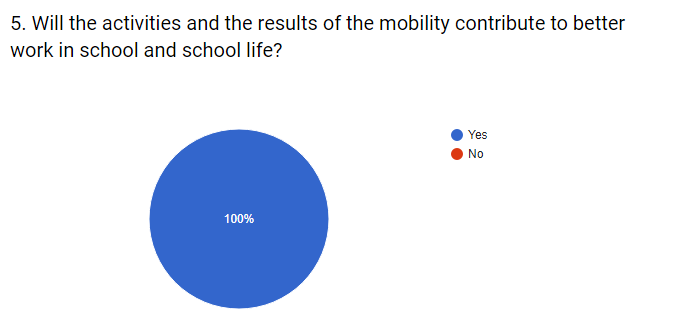 5. Will the activities and the results of the mobility contribute to better
work in school and school life?
Yes
No
100%